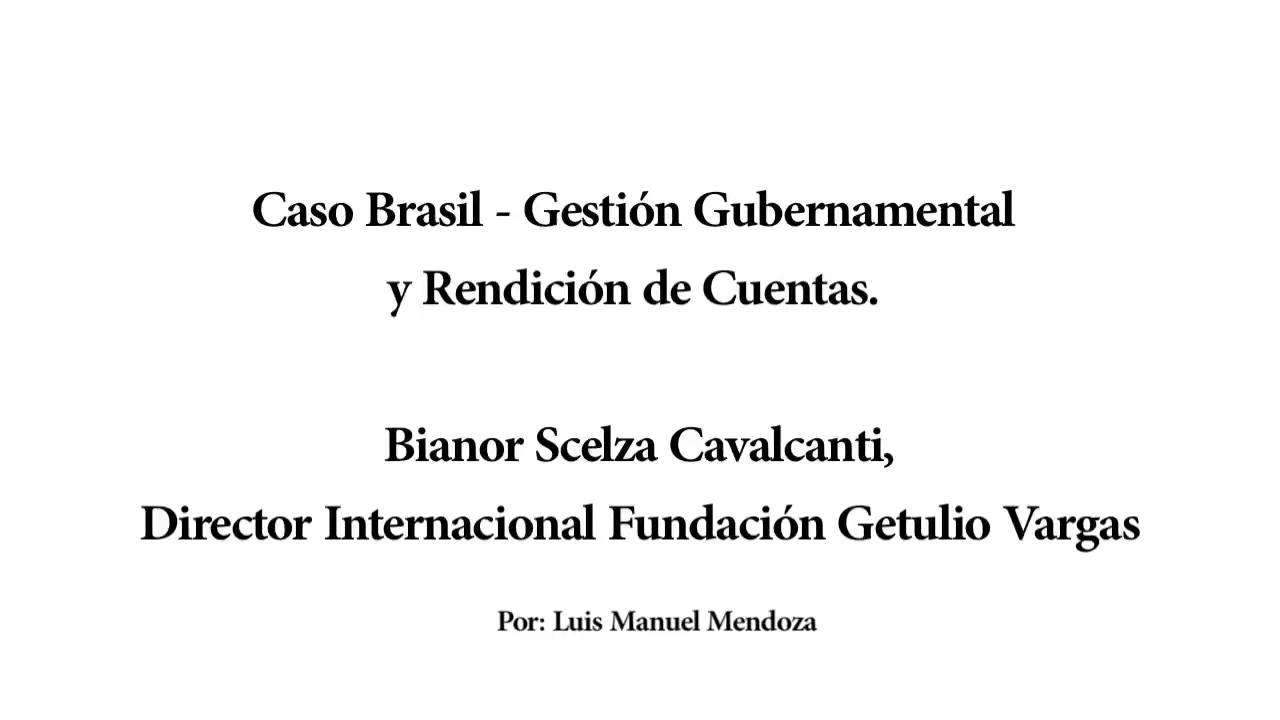 Caso Brasil - Gestión Gubernamental
y Rendición de Cuentas.
Bianor Scelza Cavalcanti,
Director Internacional Fundación Getulio Vargas
Por: Luis Manuel Mendoza